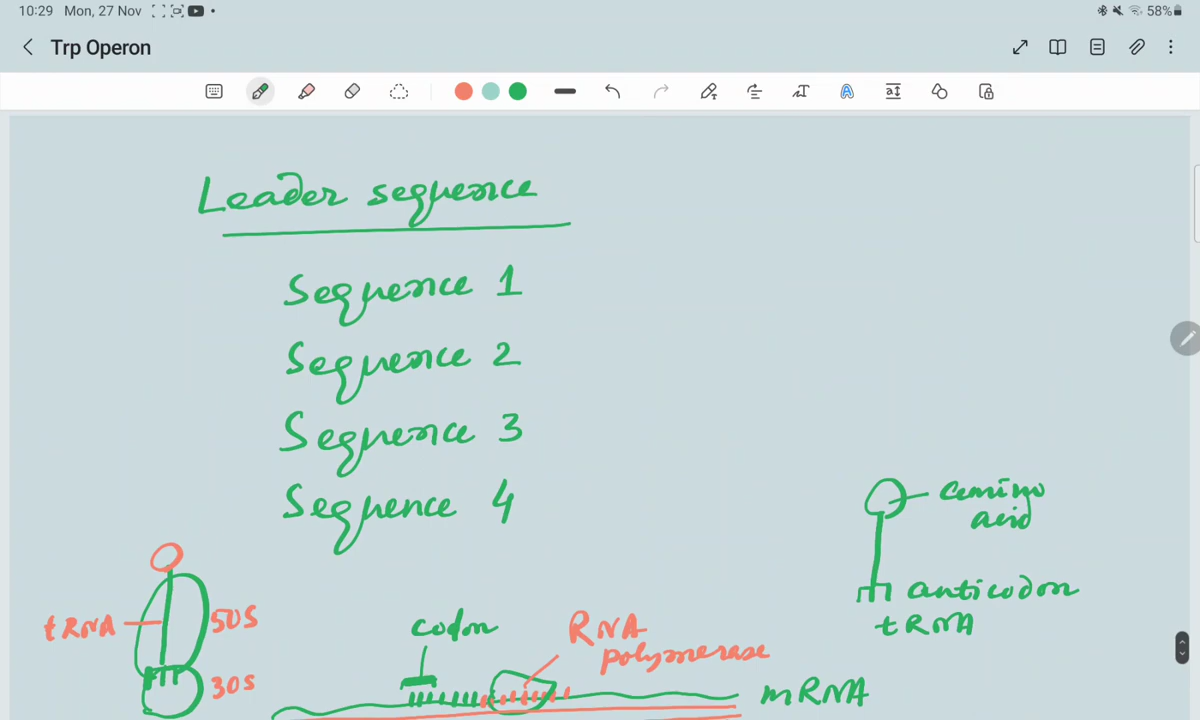 10:29 Mon, 27 Nov
58%
Trp Operon
Leader sequence
Sequence 1
Sequence 2
Sequence 3
Sequence 4
amino
acid
anticodon
tRNA
tRNA
50S
30S
codon
RNA
polymerase
mRNA